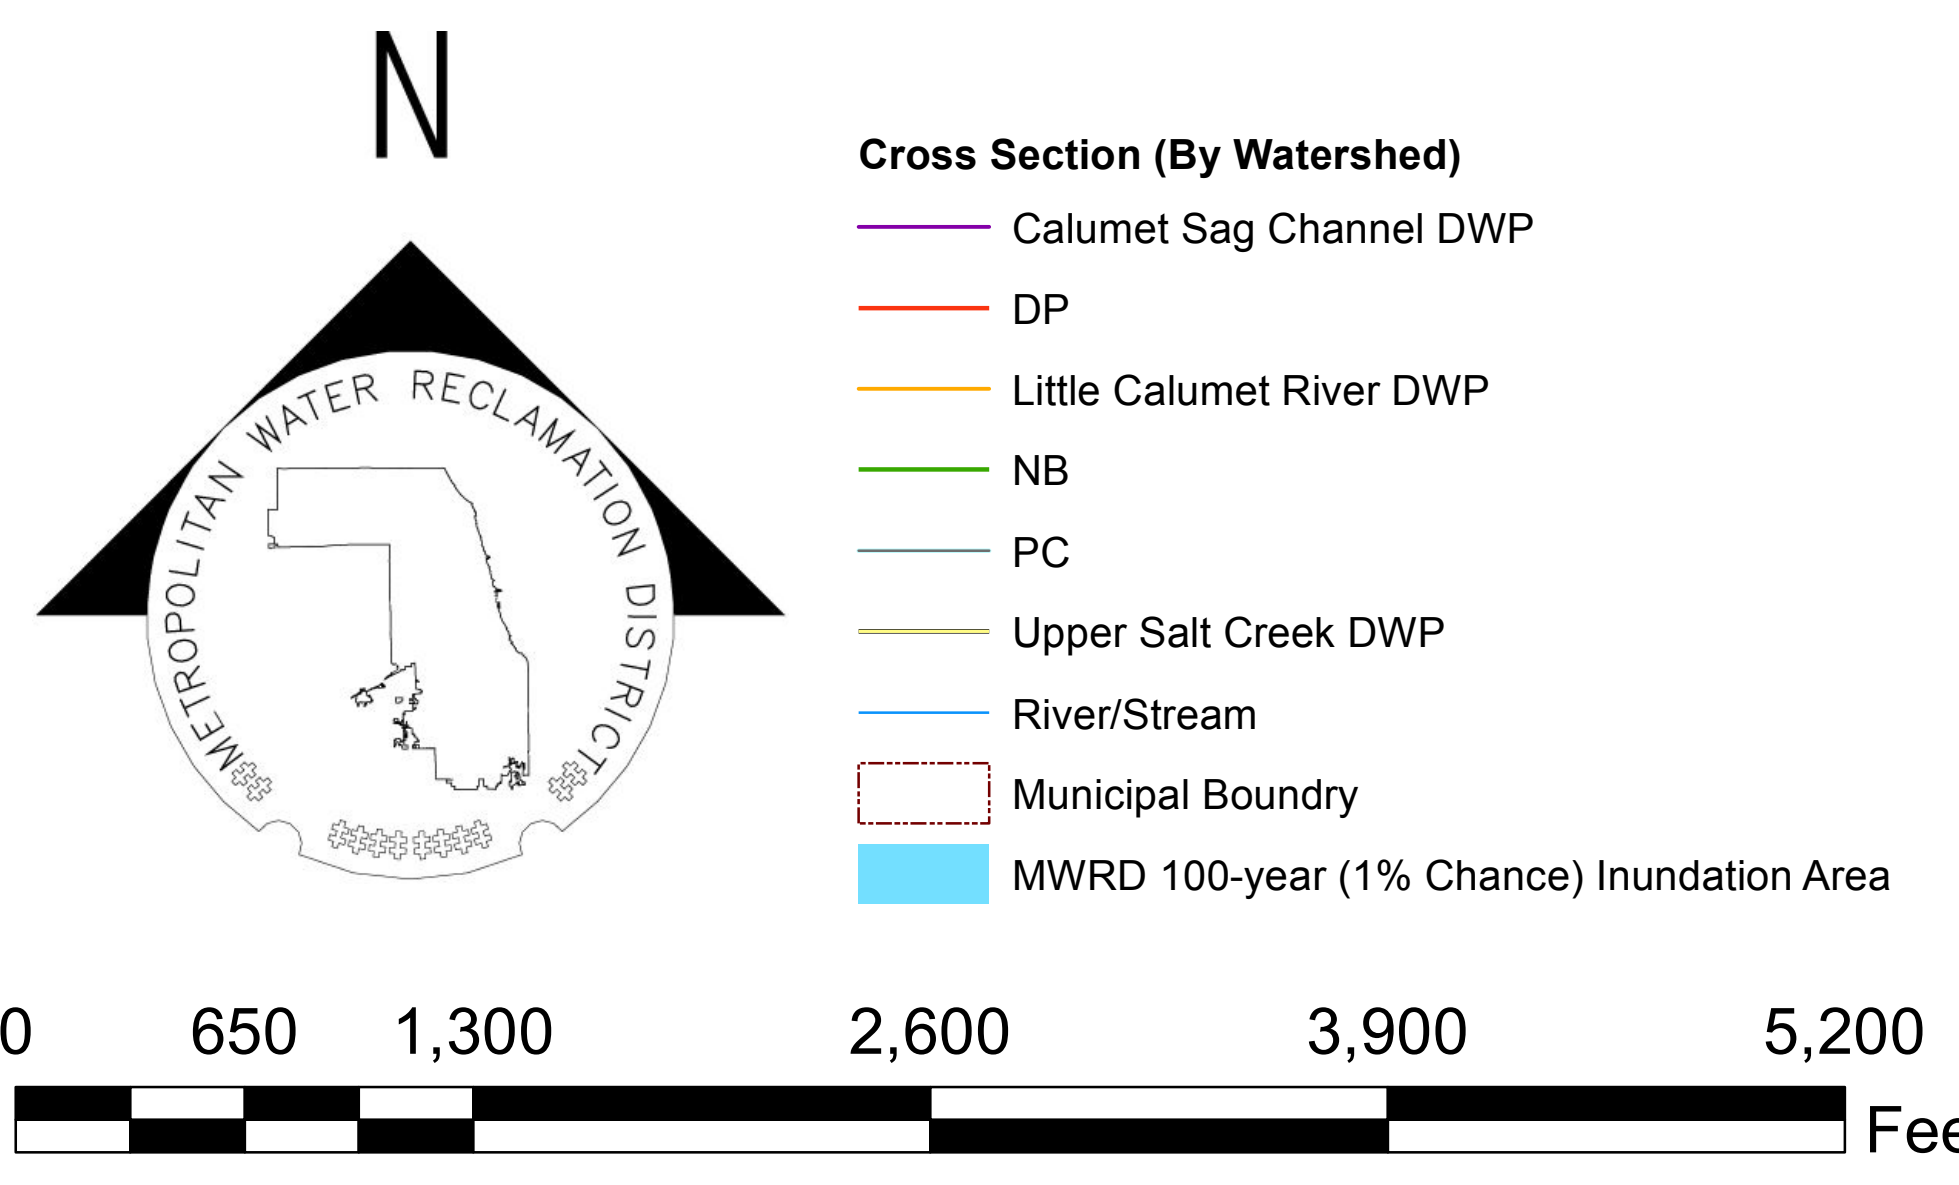 N
METROPOLITAN WATER RECLAMATION DISTRICT
Cross Section (By Watershed)
Calumet Sag Channel DWP
DP
Little Calumet River DWP
NB
PC
Upper Salt Creek DWP
River/Stream
Municipal Boundry
MWRD 100-year (1% Chance) Inundation Area
0 650 1,300 2,600 3,900 5,200
Fee